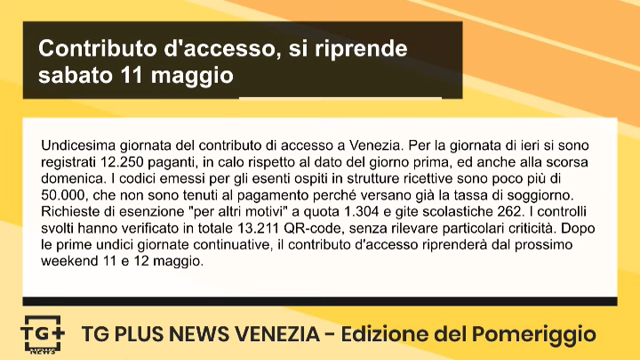 Contributo d'accesso, si riprende
sabato 11 maggio
Undicesima giornata del contributo di accesso a Venezia. Per la giornata di ieri si sono
registrati 12.250 paganti, in calo rispetto al dato del giorno prima, ed anche alla scorsa
domenica. I codici emessi per gli esenti ospiti in strutture ricettive sono poco più di
50.000, che non sono tenuti al pagamento perché versano già la tassa di soggiorno.
Richieste di esenzione "per altri motivi" a quota 1.304 e gite scolastiche 262. I controlli
svolti hanno verificato in totale 13.211 QR-code, senza rilevare particolari criticità. Dopo
le prime undici giornate continuative, il contributo d'accesso riprenderà dal prossimo
weekend 11 e 12 maggio.
TG+
NEWS
TG PLUS NEWS VENEZIA - Edizione del Pomeriggio